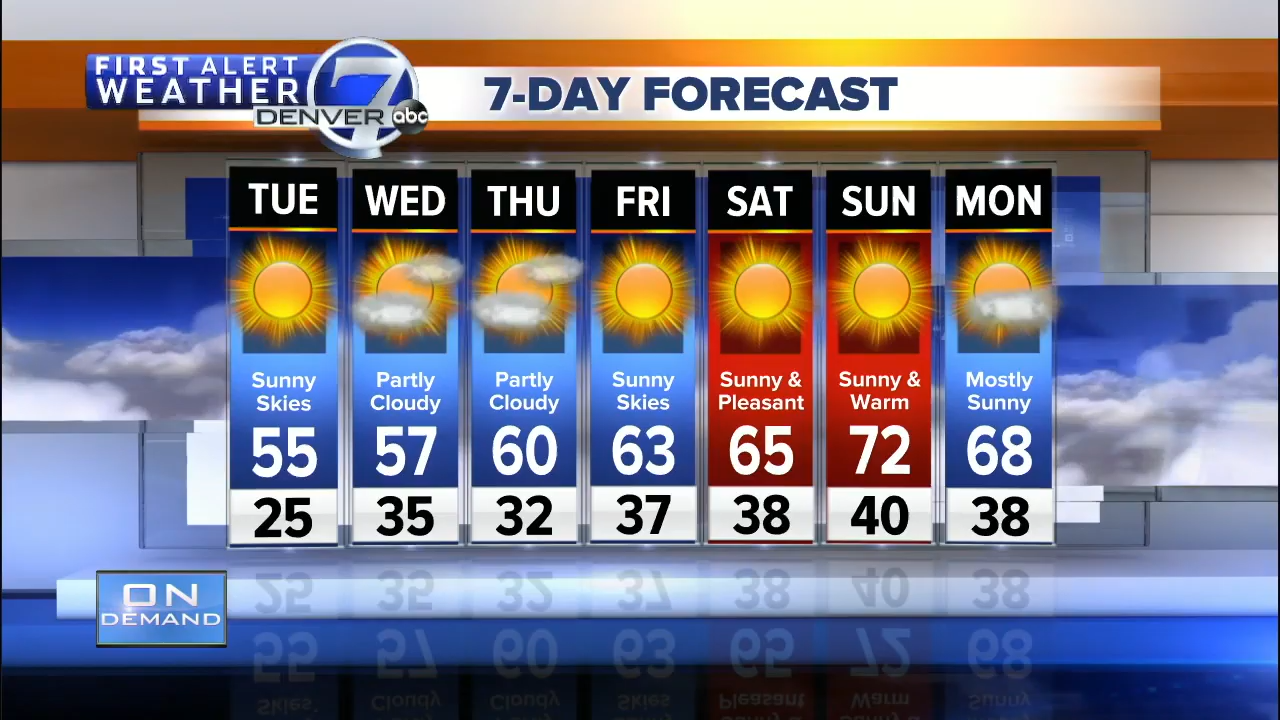 FIRST ALERT
WEATHER
7
DENVER
abc
7-DAY FORECAST
TUE WED THU FRI SAT SUN MON
Sunny Partly Partly Sunny Sunny & Sunny & Mostly
Skies Cloudy Cloudy Skies Pleasant Warm Sunny
55 57 60 63 65 72 68
25 35 32 37 38 40 38
ON
DEMAND